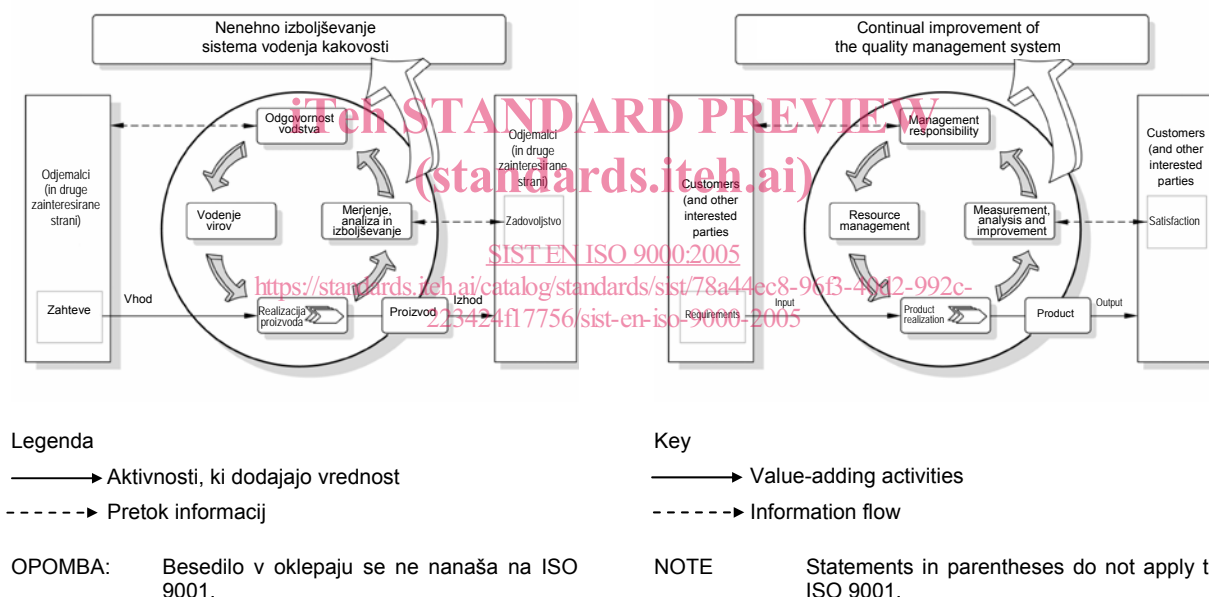 Nenehno izboljševanje
sistema vodenja kakovosti
Odjemalci
(in druge
zainteresirane
strani)
Zahteve
Vhod
Odgovornost
vodstva
Vodenje
virov
Merjenje,
analiza in
izboljševanje
Realizacija
proizvoda
Proizvod
Izhod
Odjemalci
(in druge
zainteresirane
strani)
Zadovoljstvo
Legenda
Aktivnosti, ki dodajajo vrednost
Pretok informacij
OPOMBA: Besedilo v oklepaju se ne nanaša na ISO
9001.
iTeh STANDARD PREVIEW
(standards.iteh.ai)
SIST EN ISO 9000:2005
https://standards.iteh.ai/catalog/standards/sist/78a44ec8-96f3-40d2-992c-
223424f17756/sist-en-iso-9000-2005
Continual improvement of
the quality management system
Customers
(and other
interested
parties
Requirements
Input
Management
responsibility
Resource
management
Measurement,
analysis and
improvement
Product
realization
Product
Output
Customers
(and other
interested
parties
Satisfaction
Key
Value-adding activities
Information flow
NOTE Statements in parentheses do not apply t
ISO 9001.